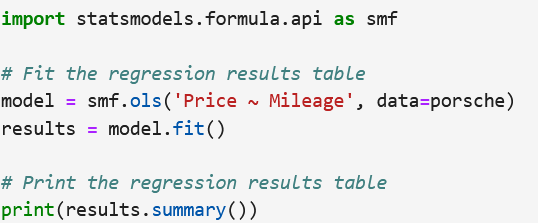 import statsmodels.formula.api as smf
# Fit the regression results table
model = smf.ols('Price ~ Mileage', data=porsche)
results = model.fit()
# Print the regression results table
print(results.summary())